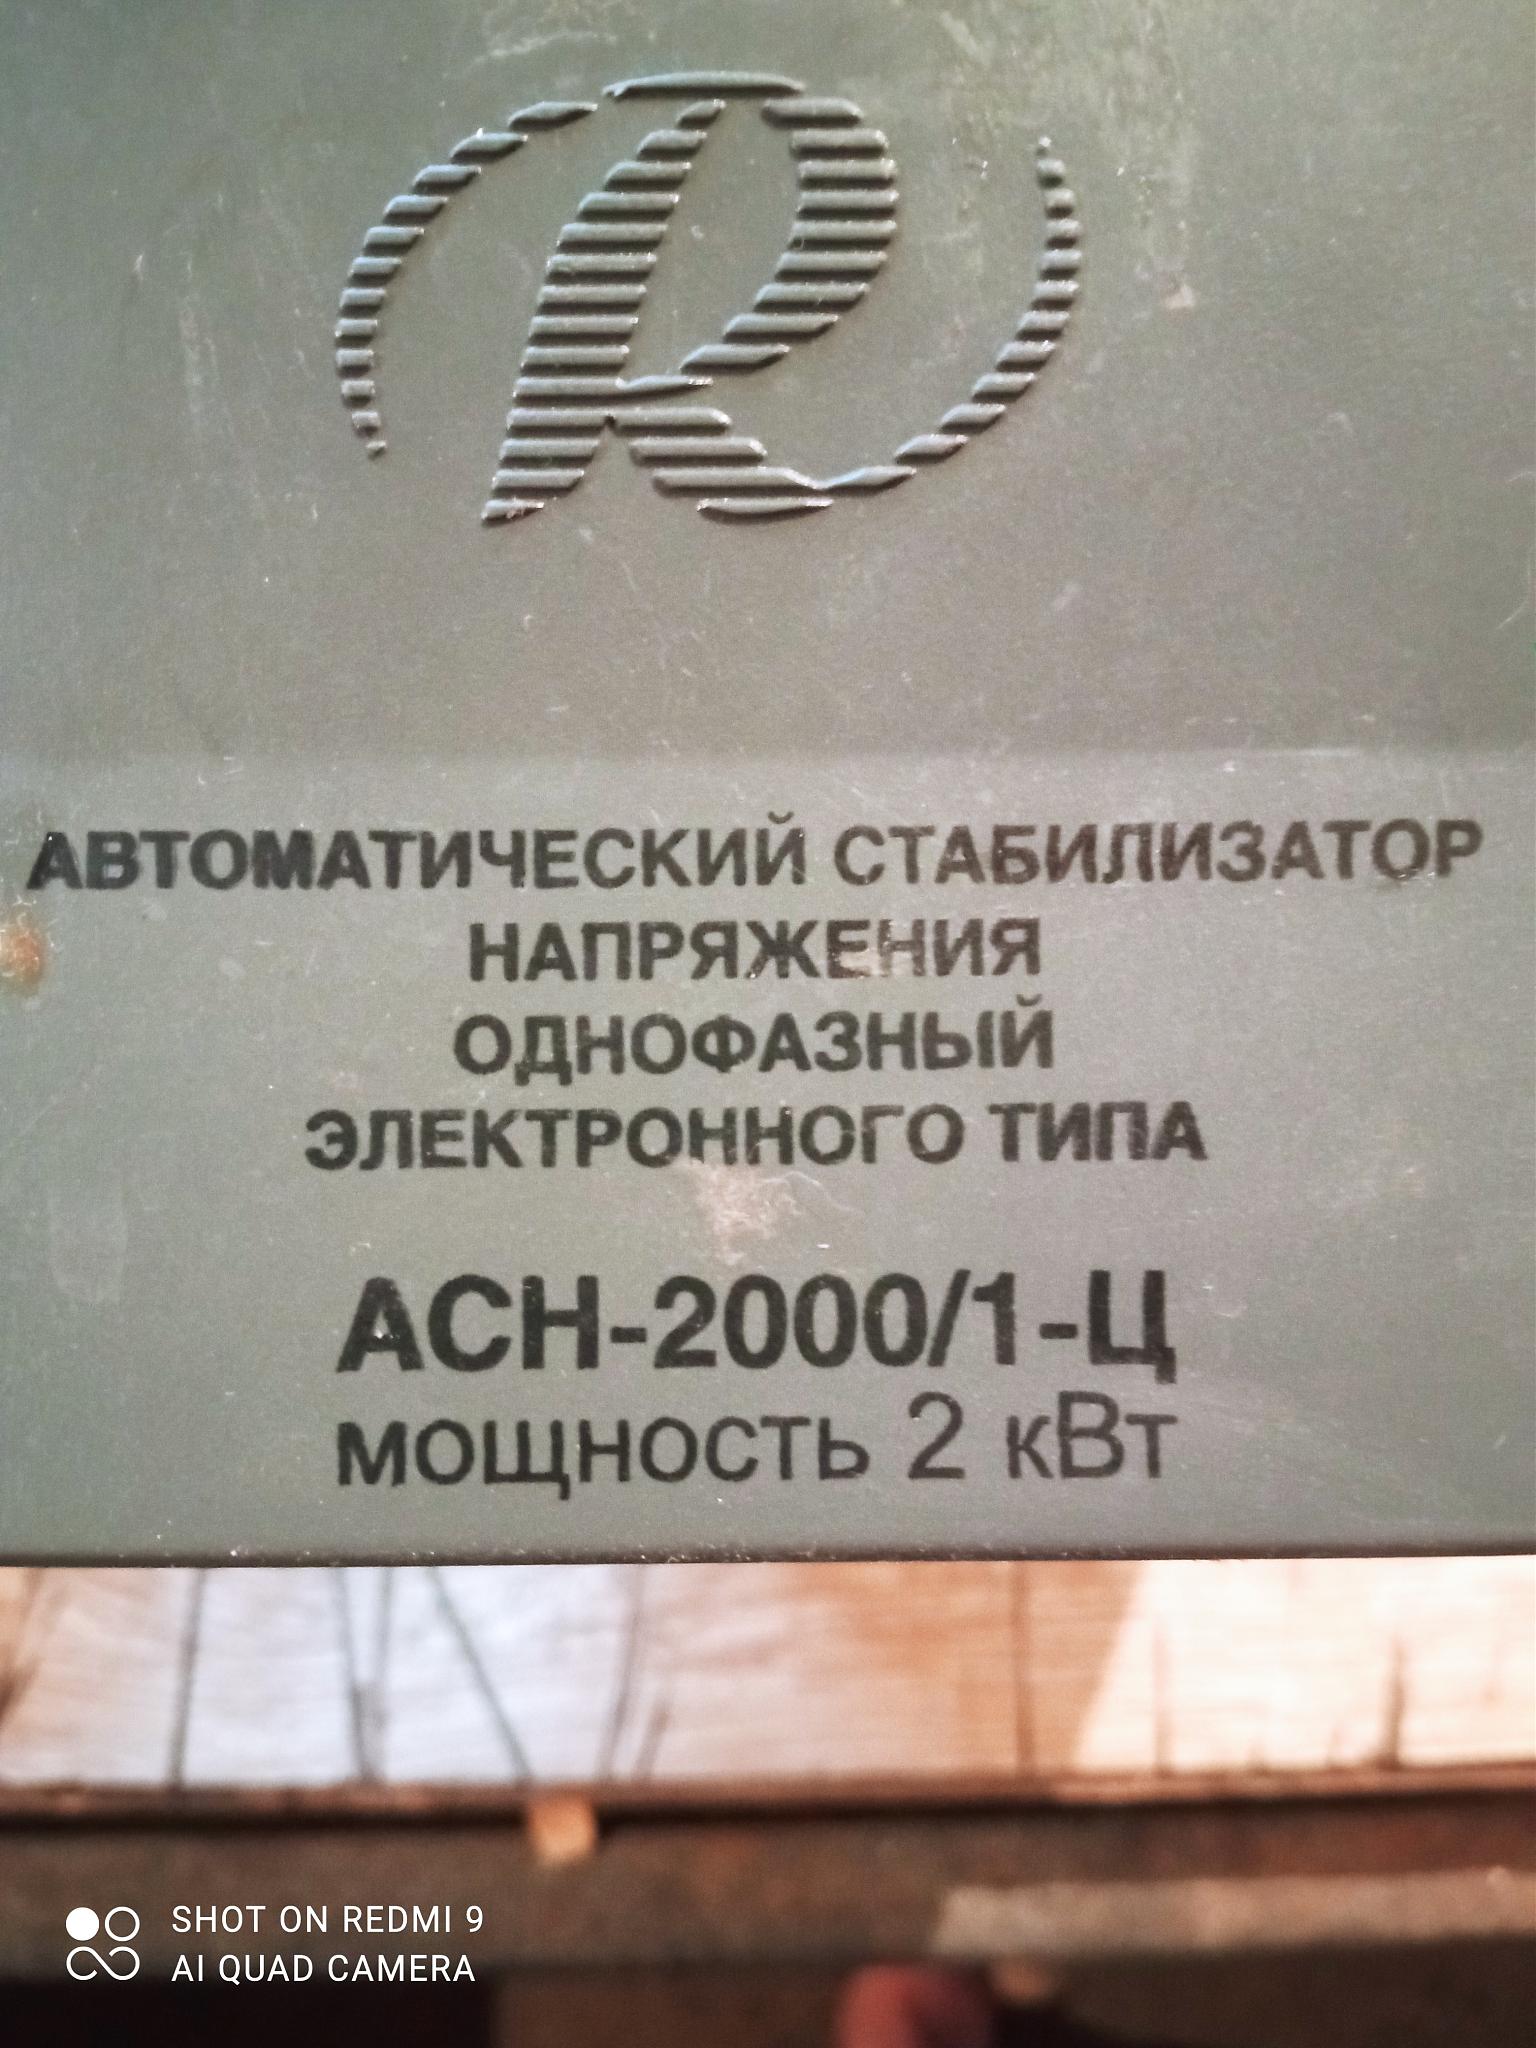 R
АВТОМАТИЧЕСКИЙ СТАБИЛИЗАТОР
НАПРЯЖЕНИЯ
ОДНОФАЗНЫЙ
ЭЛЕКТРОННОГО ТИПА
АСН-2000/1-Ц
МОЩНОСТЬ 2 кВт
SHOT ON REDMI 9
AI QUAD CAMERA